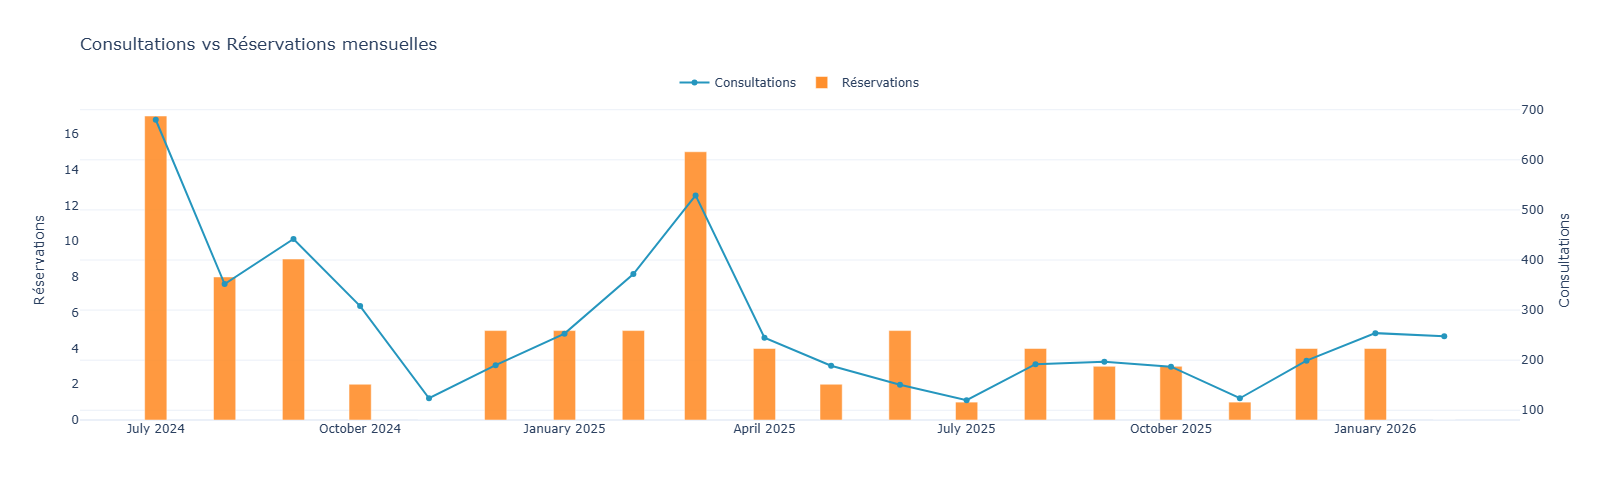 Consultations vs Réservations mensuelles
Consultations
Réservations
16
14
12
10
8
6
4
2
0
Réservations
700
600
500
400
300
200
100
Consultations
July 2024
October 2024
January 2025
April 2025
July 2025
October 2025
January 2026